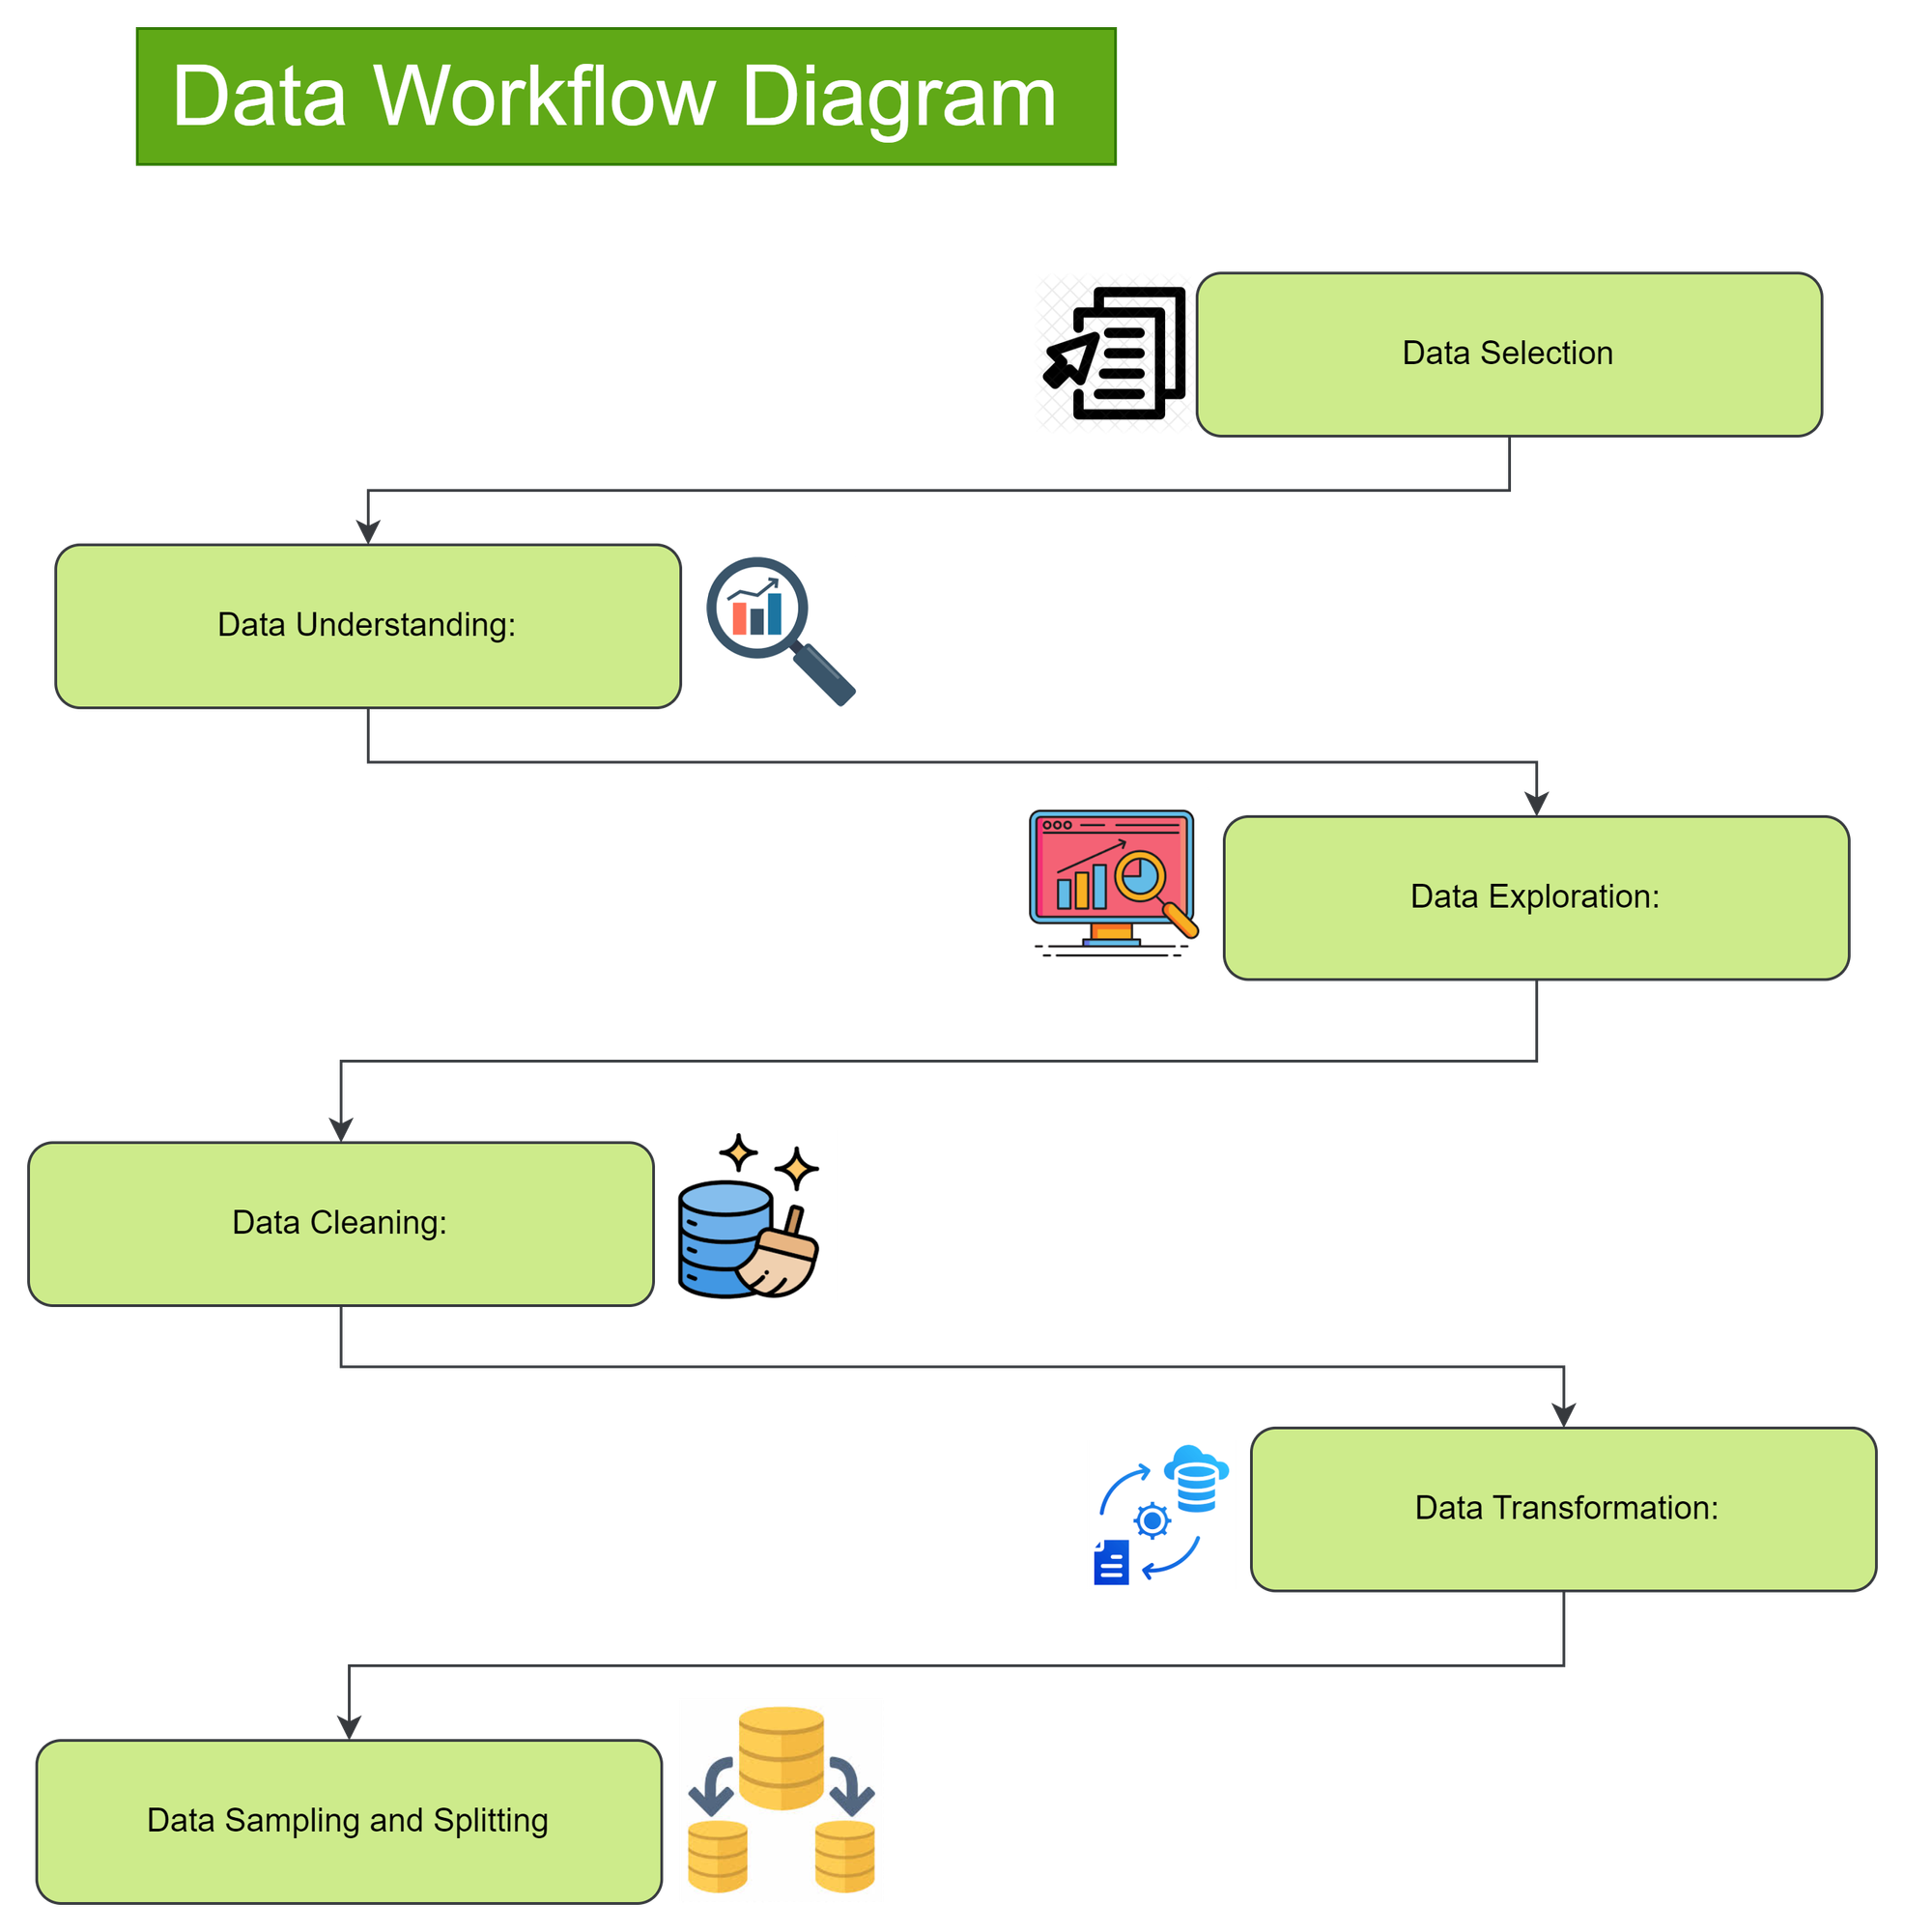 Data Workflow Diagram
Data Selection
Data Understanding:
Data Exploration:
Data Cleaning:
Data Transformation:
Data Sampling and Splitting